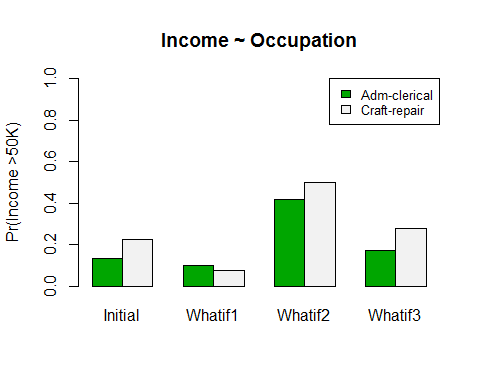 Income ~ Occupation
Adm-clerical
Craft-repair
Pr(Income >50K)
1.0
0.8
0.6
0.4
0.2
0.0
Initial Whatif1 Whatif2 Whatif3